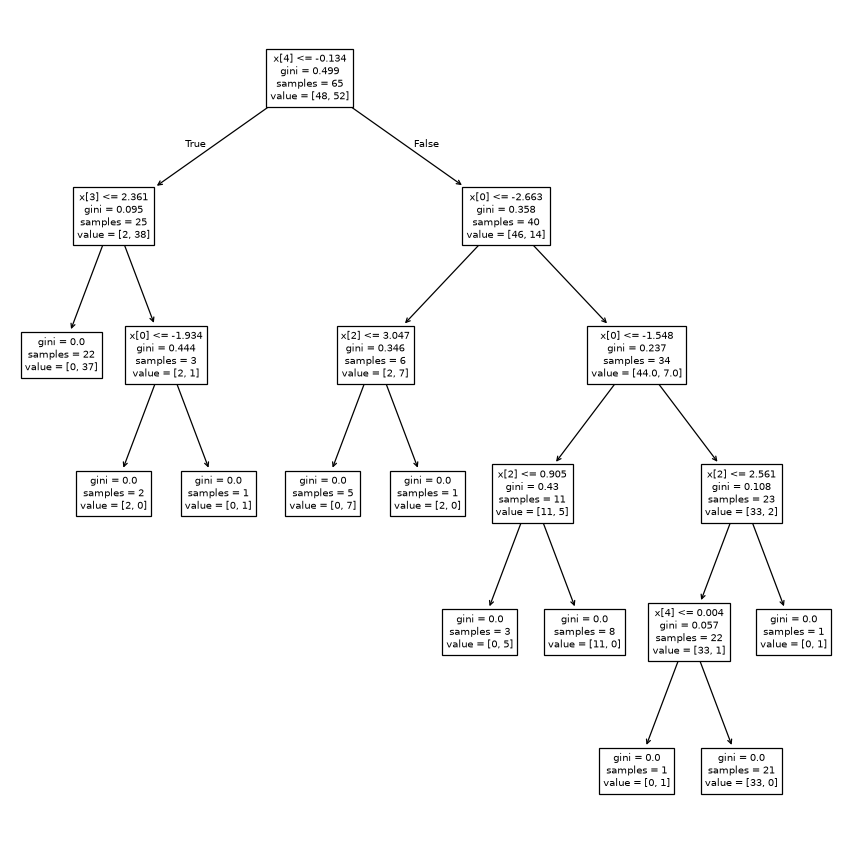 x[4] <= -0.134
gini = 0.499
samples = 65
value = [48, 52]
True
False
x[3] <= 2.361
gini = 0.095
samples = 25
value = [2, 38]
x[0] <= -2.663
gini = 0.358
samples = 40
value = [46, 14]
gini = 0.0
samples = 22
value = [0, 37]
x[0] <= -1.934
gini = 0.444
samples = 3
value = [2, 1]
x[2] <= 3.047
gini = 0.346
samples = 6
value = [2, 7]
x[0] <= -1.548
gini = 0.237
samples = 34
value = [44.0, 7.0]
gini = 0.0
samples = 2
value = [2, 0]
gini = 0.0
samples = 1
value = [0, 1]
gini = 0.0
samples = 5
value = [0, 7]
gini = 0.0
samples = 1
value = [2, 0]
x[2] <= 0.905
gini = 0.43
samples = 11
value = [11, 5]
x[2] <= 2.561
gini = 0.108
samples = 23
value = [33, 2]
gini = 0.0
samples = 3
value = [0, 5]
gini = 0.0
samples = 8
value = [11, 0]
x[4] <= 0.004
gini = 0.057
samples = 22
value = [33, 1]
gini = 0.0
samples = 1
value = [0, 1]
gini = 0.0
samples = 1
value = [0, 1]
gini = 0.0
samples = 21
value = [33, 0]